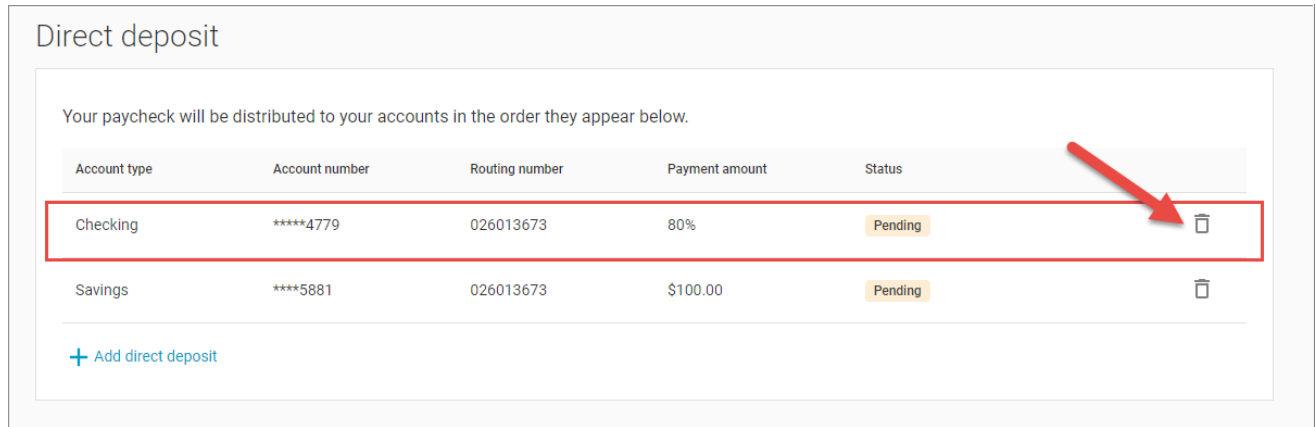 Direct deposit
Your paycheck will be distributed to your accounts in the order they appear below.
Account type Account number Routing number Payment amount Status
Checking *****4779 026013673 80% Pending
Savings ****5881 026013673 $100.00 Pending
+ Add direct deposit